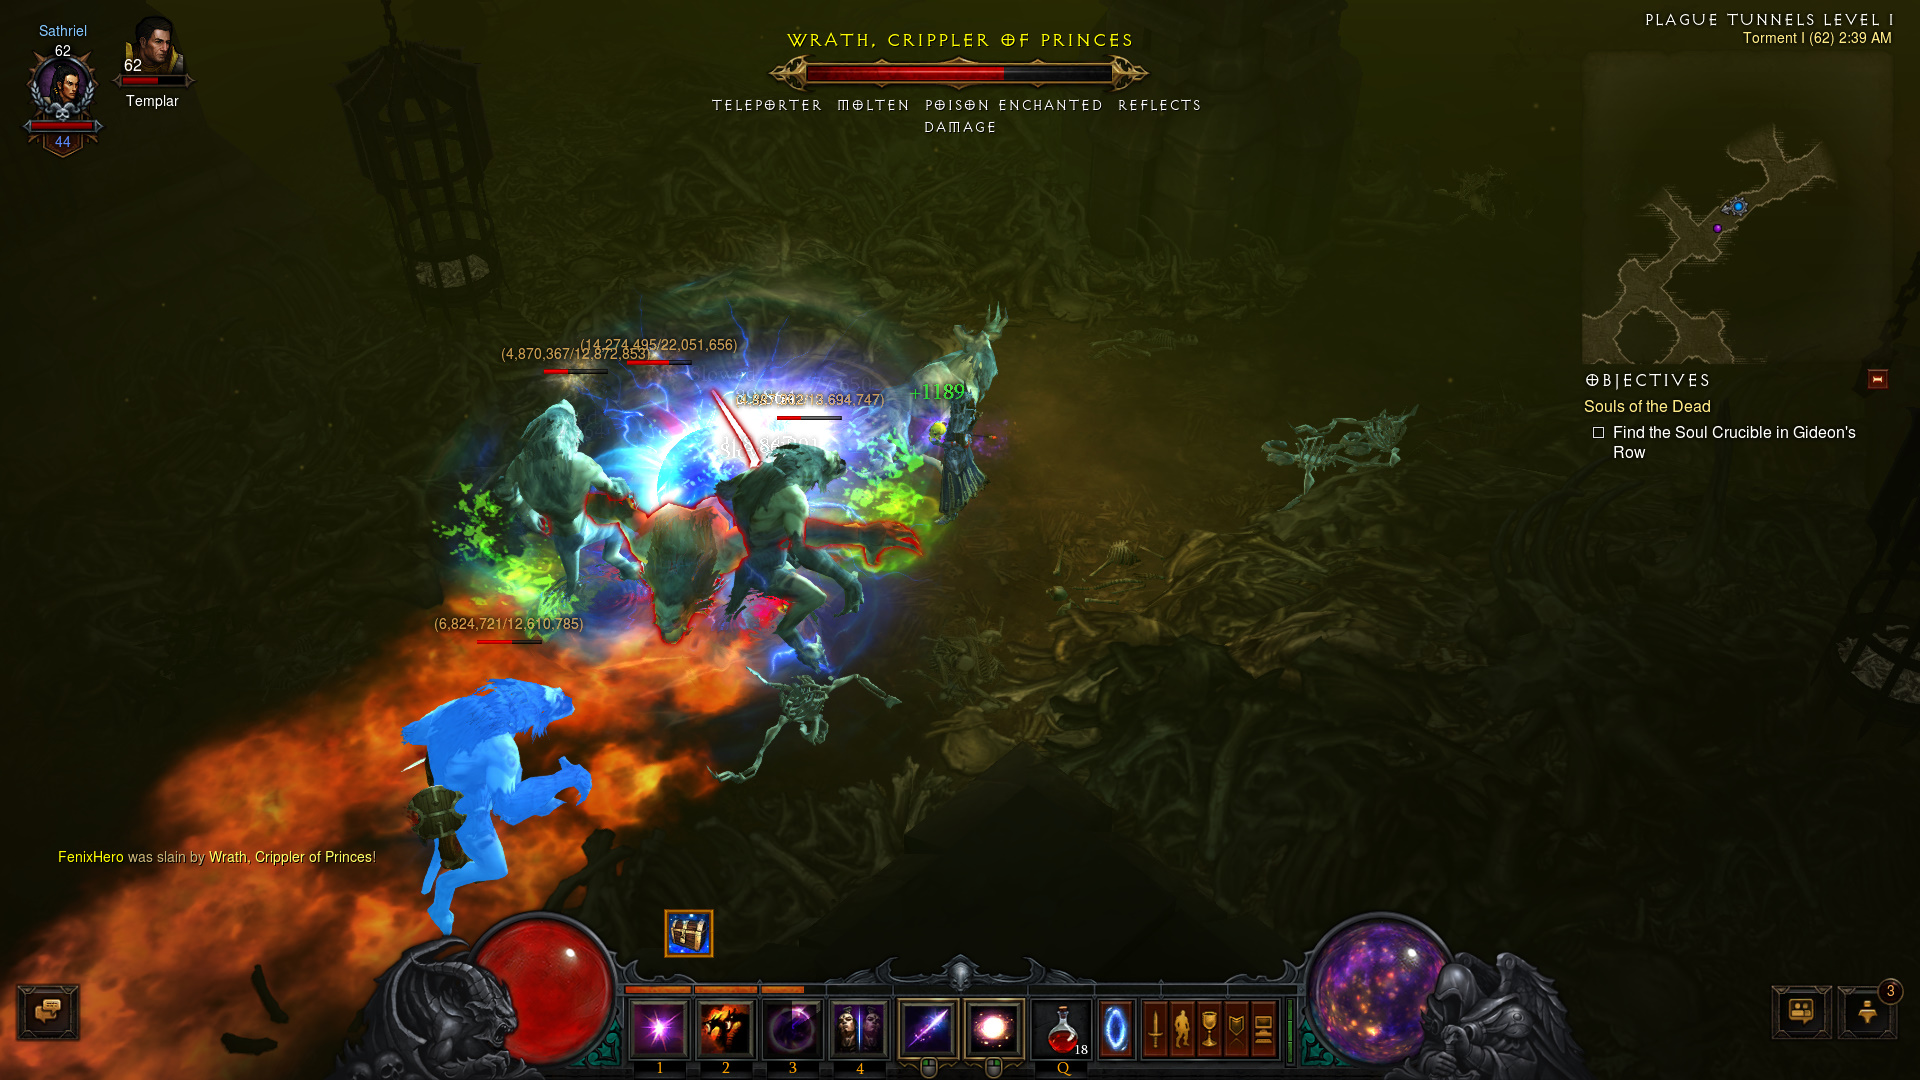 Sathriel
62
44
62
Templar
WRATH, CRIPPLER OF PRINCES
TELEPORTER MOLTEN POISON ENCHANTED REFLECTS
DAMAGE
PLAGUE TUNNELS LEVEL 1
Torment I (62) 2:39 AM
OBJECTIVES
Souls of the Dead
Find the Soul Crucible in Gideon's
Row
(14,274,495/22,051,656)
(4,870,367/12,872,853)
+1189
(6,824,721/12,610,785)
FenixHero was slain by Wrath, Crippler of Princes!
18
1 2 3 4 Q
3